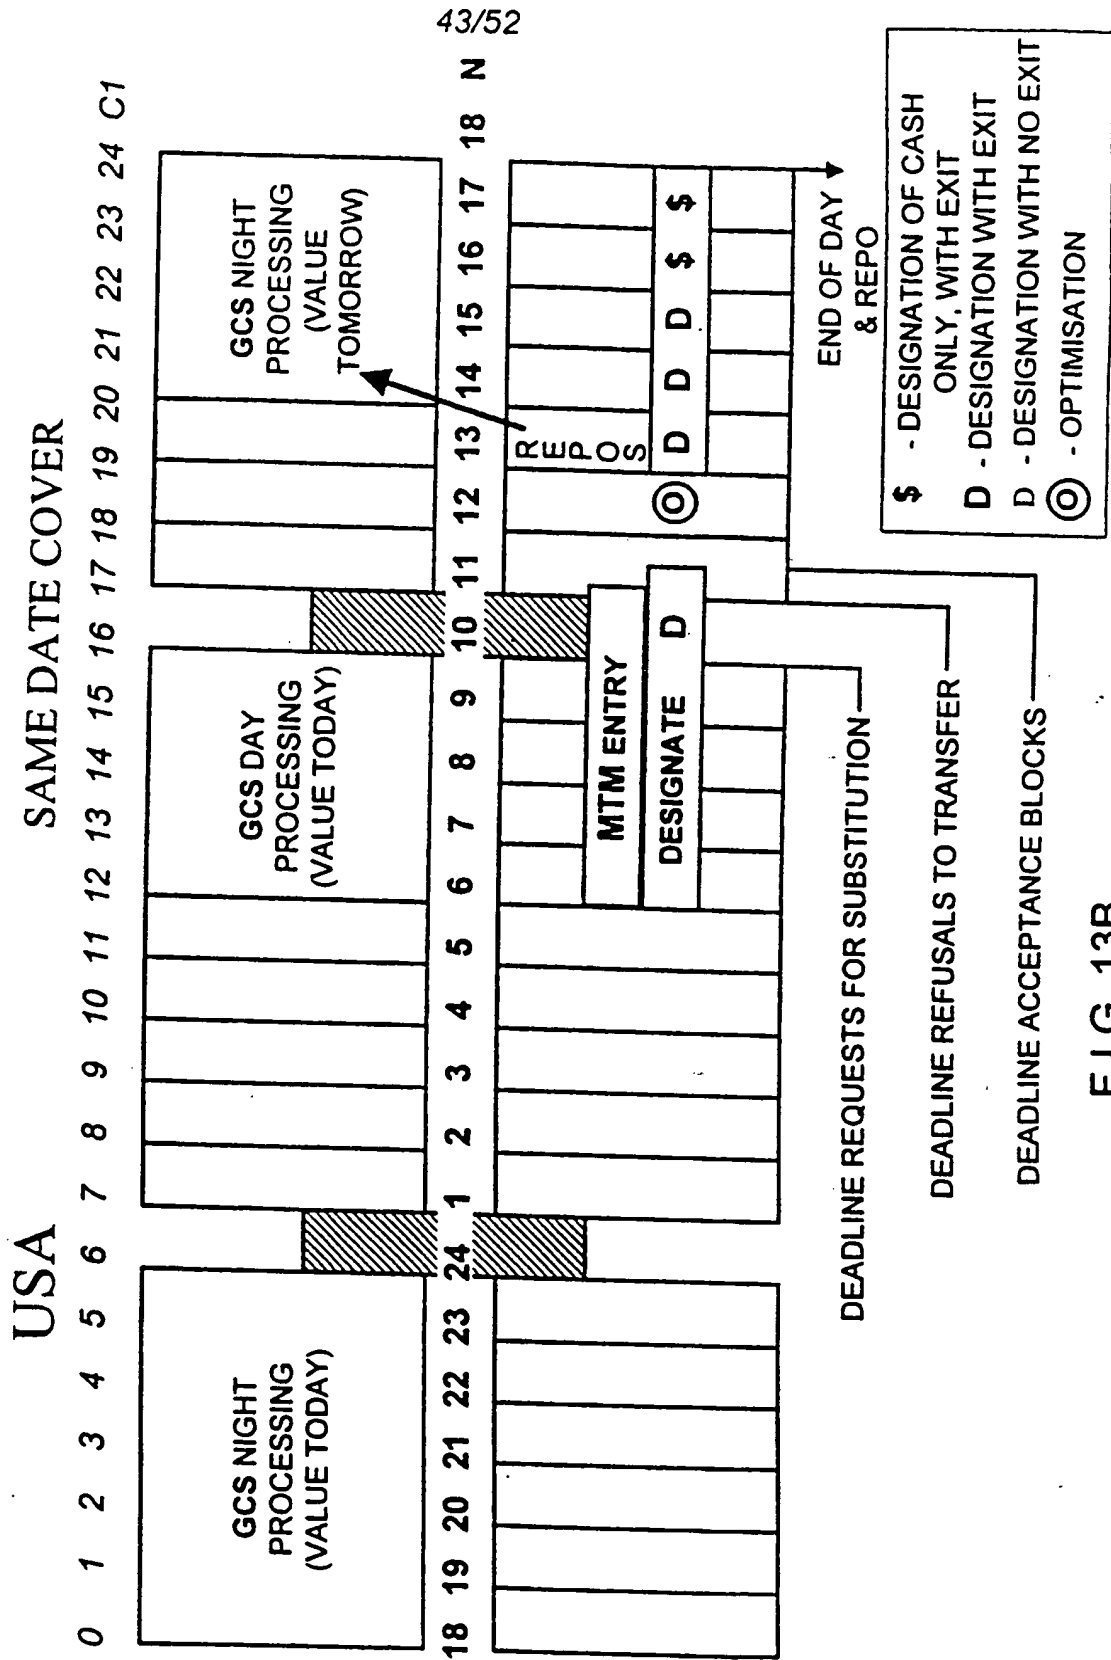 43/52
USA
SAME DATE COVER
0 1 2 3 4 5 6 7 8 9 10 11 12 13 14 15 16 17 18 19 20 21 22 23 24 C1
GCS NIGHT
PROCESSING
(VALUE TODAY)
GCS DAY
PROCESSING
(VALUE TODAY)
GCS NIGHT
PROCESSING
(VALUE
TOMORROW)
18 19 20 21 22 23 24 1 2 3 4 5 6 7 8 9 10 11 12 13 14 15 16 17 18 N
REPOS
MTM ENTRY
DESIGNATE D
O D D D $ $
END OF DAY
& REPO
DEADLINE REQUESTS FOR SUBSTITUTION
DEADLINE REFUSALS TO TRANSFER
DEADLINE ACCEPTANCE BLOCKS
$ - DESIGNATION OF CASH
ONLY, WITH EXIT
D - DESIGNATION WITH EXIT
D - DESIGNATION WITH NO EXIT
O - OPTIMISATION
FIG. 13B